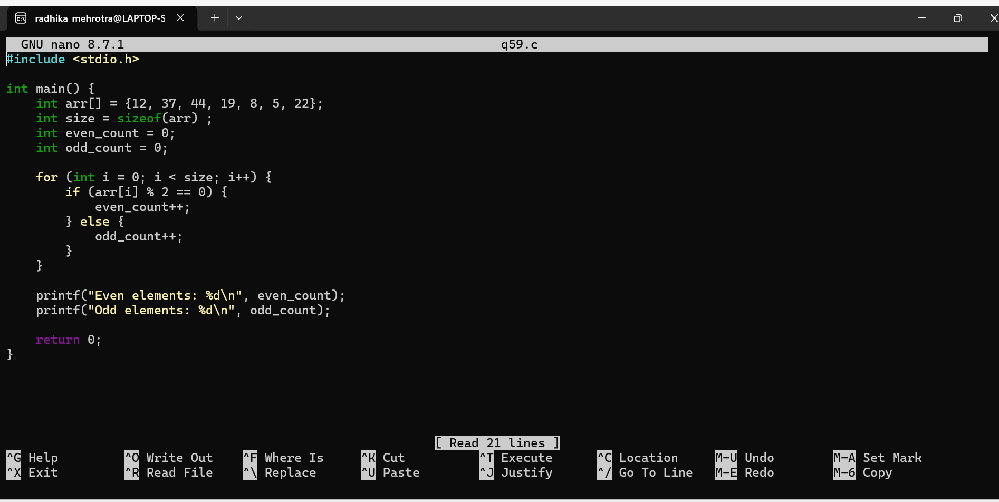 radhika_mehrotra@LAPTOP-S
GNU nano 8.7.1 q59.c
#include <stdio.h>

int main() {
    int arr[] = {12, 37, 44, 19, 8, 5, 22};
    int size = sizeof(arr) ;
    int even_count = 0;
    int odd_count = 0;

    for (int i = 0; i < size; i++) {
        if (arr[i] % 2 == 0) {
            even_count++;
        } else {
            odd_count++;
        }
    }

    printf("Even elements: %d\n", even_count);
    printf("Odd elements: %d\n", odd_count);

    return 0;
}
[ Read 21 lines ]
^G Help ^O Write Out ^F Where Is ^K Cut ^T Execute ^C Location M-U Undo M-A Set Mark
^X Exit ^R Read File ^\ Replace ^U Paste ^J Justify ^/ Go To Line M-E Redo M-6 Copy